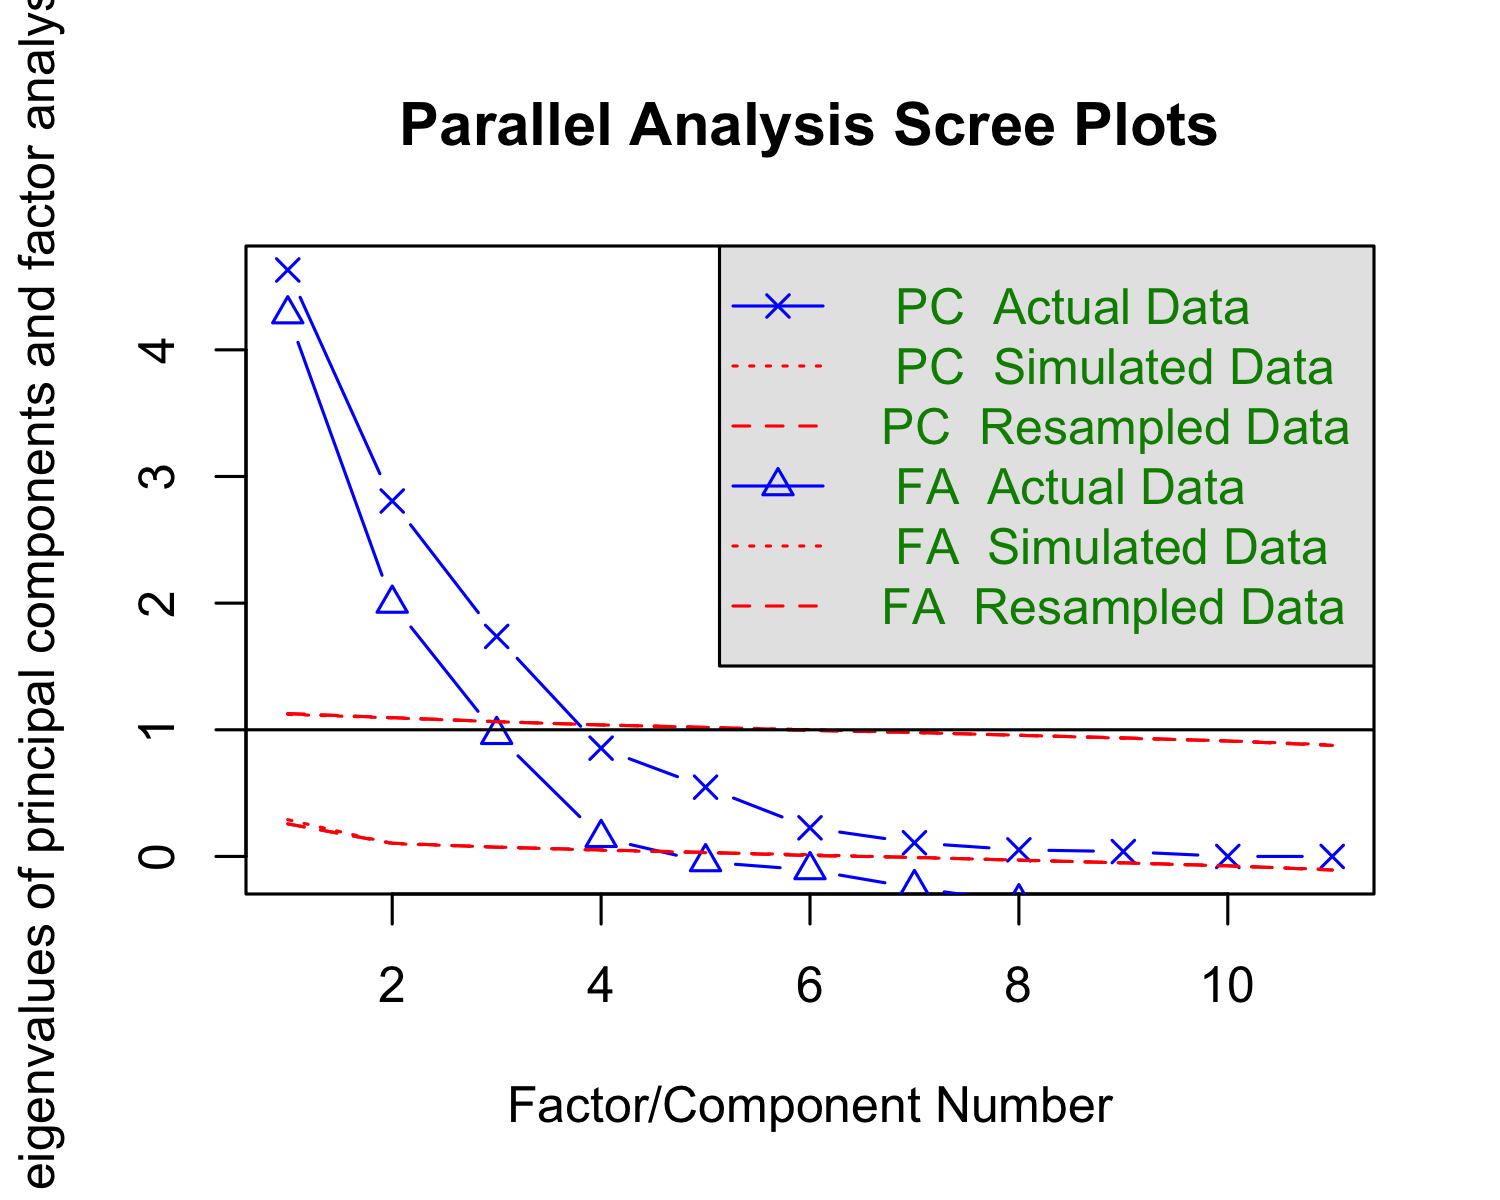 Parallel Analysis Scree Plots
eigenvalues of principal components and factor analys
4
3
2
1
0
PC Actual Data
PC Simulated Data
PC Resampled Data
FA Actual Data
FA Simulated Data
FA Resampled Data
2 4 6 8 10
Factor/Component Number